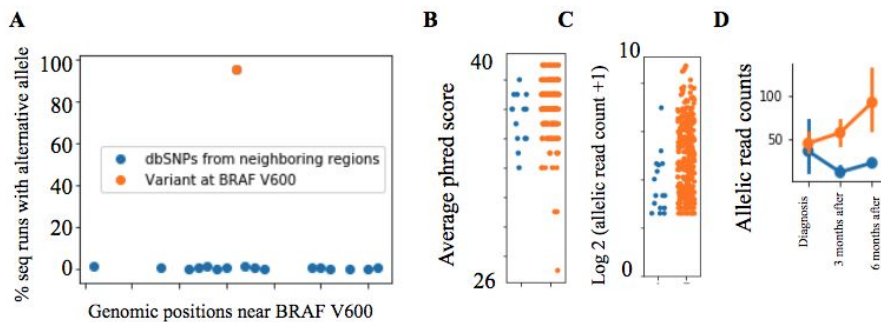 A
B
C
D
% seq runs with alternative allele
100
80
60
40
20
0
dbSNPs from neighboring regions
Variant at BRAF V600
Genomic positions near BRAF V600
Average phred score
40
26
Log 2 (allelic read count +1)
10
0
Allelic read counts
100
50
Diagnosis
3 months after
6 months after